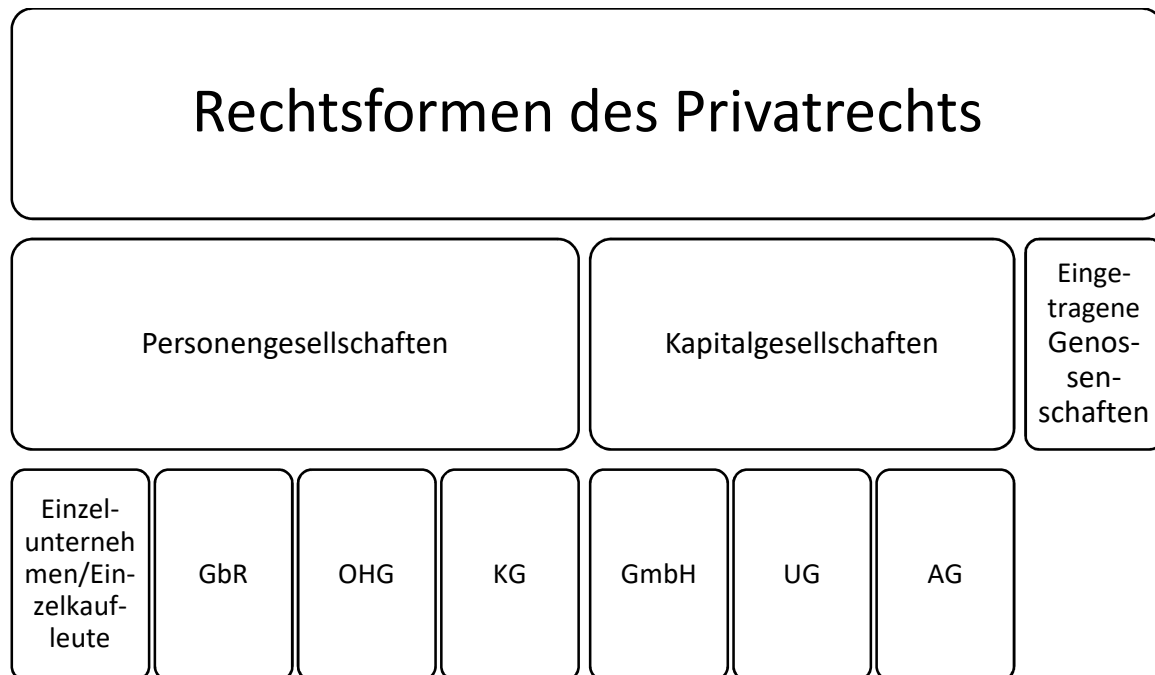 Rechtsformen des Privatrechts
Personengesellschaften
Kapitalgesellschaften
Einge-
tragene
Genos-
sen-
schaften
Einzel-
unterneh
men/Ein-
zelkauf-
leute
GbR
OHG
KG
GmbH
UG
AG